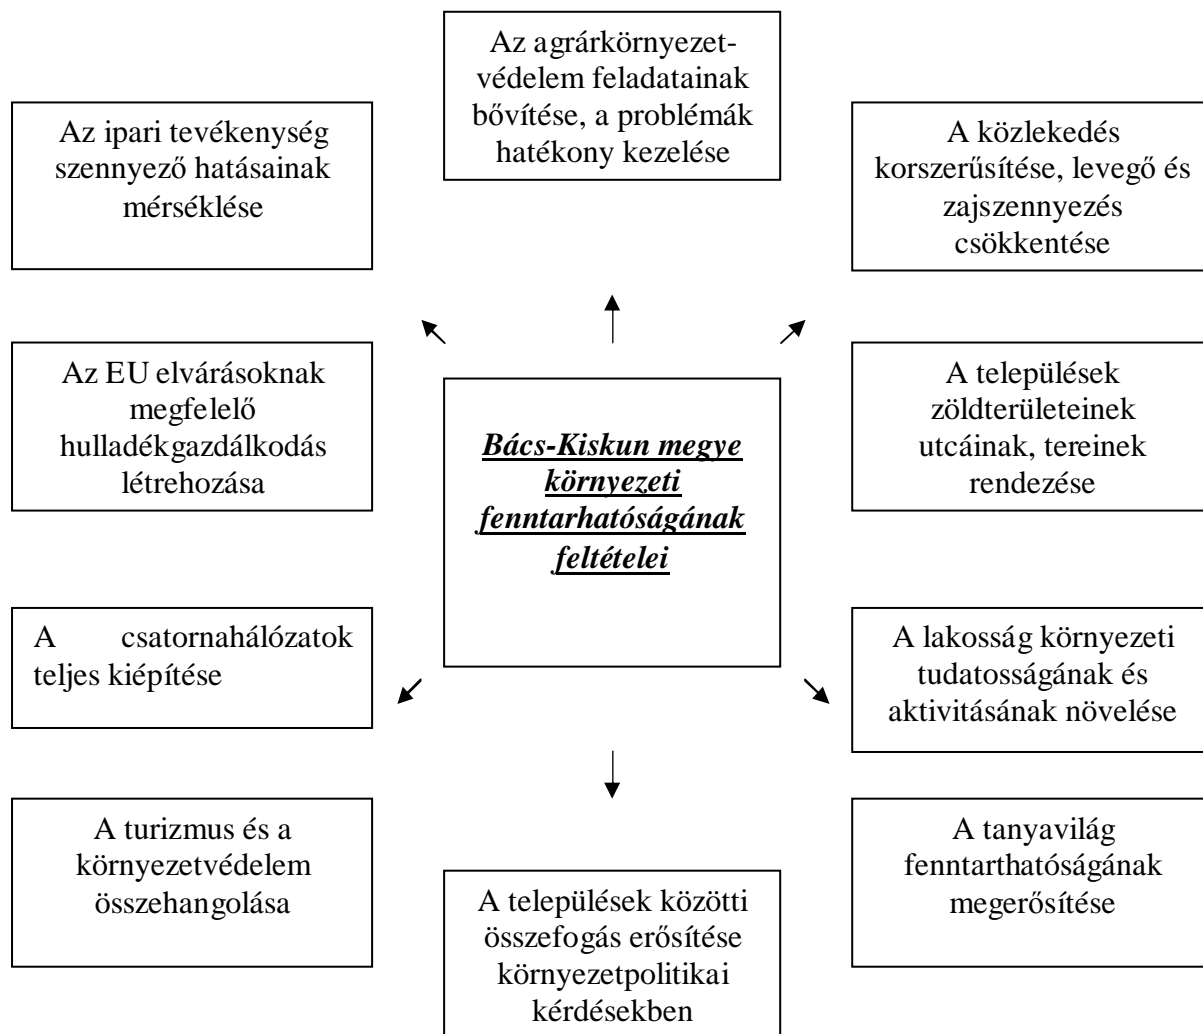 Az agrárkörnyezet-
védelem feladatainak
bővítése, a problémák
hatékony kezelése
Az ipari tevékenység
szennyező hatásainak
mérséklése
A közlekedés
korszerűsítése, levegő és
zajszennyezés
csökkentése
Az EU elvárásoknak
megfelelő
hulladékgazdálkodás
létrehozása
Bács-Kiskun megye
környezeti
fenntarhatóságának
feltételei
A települések
zöldterületeinek
utcáinak, tereinek
rendezése
A csatornahálózatok
teljes kiépítése
A lakosság környezeti
tudatosságának és
aktivitásának növelése
A turizmus és a
környezetvédelem
összehangolása
A települések közötti
összefogás erősítése
környezetpolitikai
kérdésekben
A tanyavilág
fenntarthatóságának
megerősítése